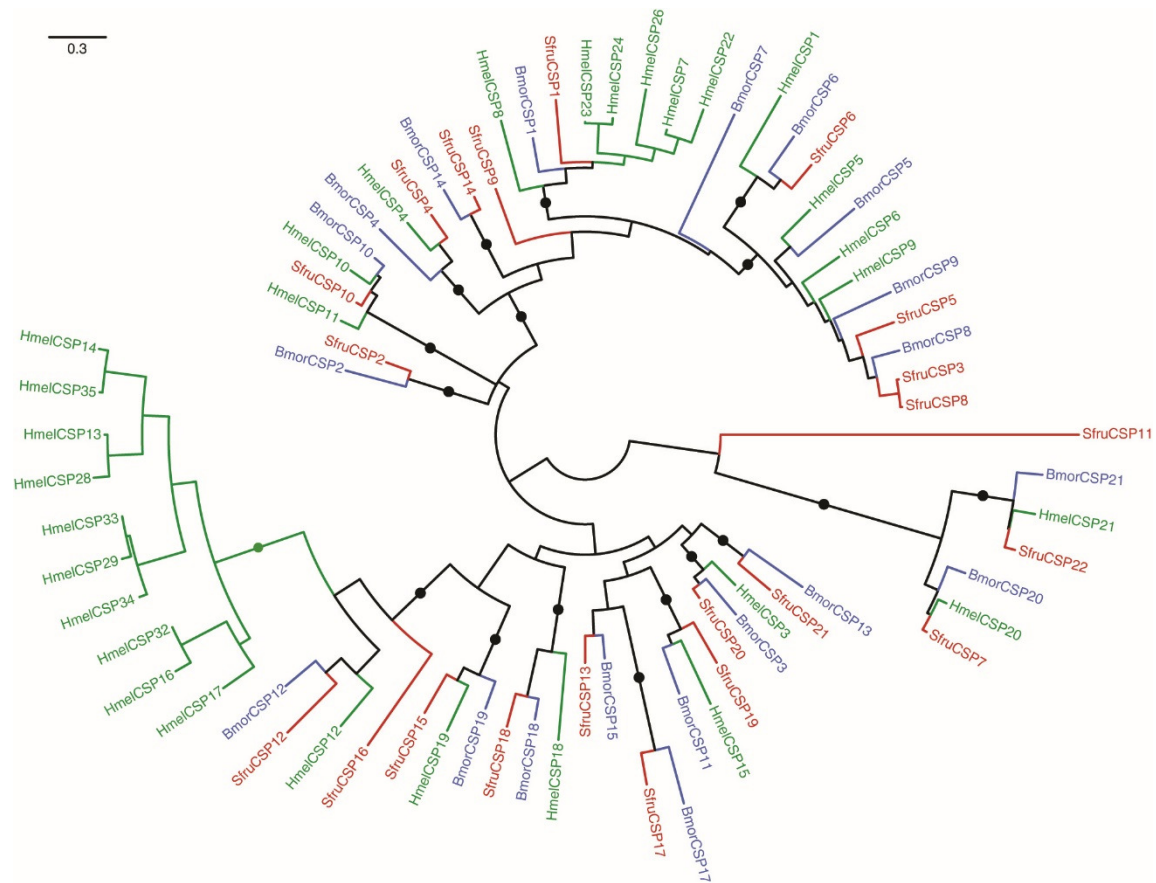 0.3
HmelCSP8
BmorCSP1
SfruCSP1
HmelCSP23
HmelCSP24
HmelCSP26
HmelCSP7
HmelCSP22
BmorCSP7
HmelCSP1
BmorCSP6
SfruCSP6
HmelCSP5
BmorCSP5
HmelCSP6
HmelCSP9
BmorCSP9
SfruCSP5
BmorCSP8
SfruCSP3
SfruCSP8
SfruCSP11
BmorCSP21
HmelCSP21
SfruCSP22
BmorCSP20
HmelCSP20
SfruCSP7
BmorCSP13
SfruCSP21
HmelCSP3
BmorCSP3
SfruCSP20
SfruCSP19
HmelCSP15
BmorCSP11
BmorCSP17
SfruCSP17
BmorCSP15
SfruCSP13
HmelCSP18
BmorCSP18
SfruCSP18
BmorCSP19
HmelCSP19
SfruCSP15
SfruCSP16
HmelCSP12
SfruCSP12
BmorCSP12
HmelCSP17
HmelCSP16
HmelCSP32
HmelCSP34
HmelCSP29
HmelCSP33
HmelCSP28
HmelCSP13
HmelCSP35
HmelCSP14
BmorCSP2
SfruCSP2
HmelCSP11
SfruCSP10
HmelCSP10
BmorCSP10
BmorCSP4
HmelCSP4
SfruCSP4
BmorCSP14
SfruCSP14
SfruCSP9